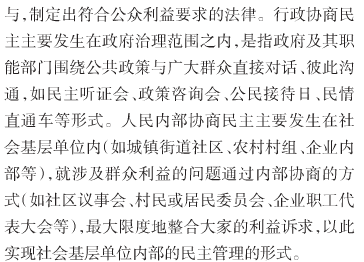 与,制定出符合公众利益要求的法律。行政协商民
主主要发生在政府治理范围之内,是指政府及其职
能部门围绕公共政策与广大群众直接对话、彼此沟
通,如民主听证会、政策咨询会、公民接待日、民情
直通车等形式。人民内部协商民主主要发生在社
会基层单位内(如城镇街道社区、农村村组、企业内
部等),就涉及群众利益的问题通过内部协商的方
式(如社区议事会、村民或居民委员会、企业职工代
表大会等),最大限度地整合大家的利益诉求,以此
实现社会基层单位内部的民主管理的形式。